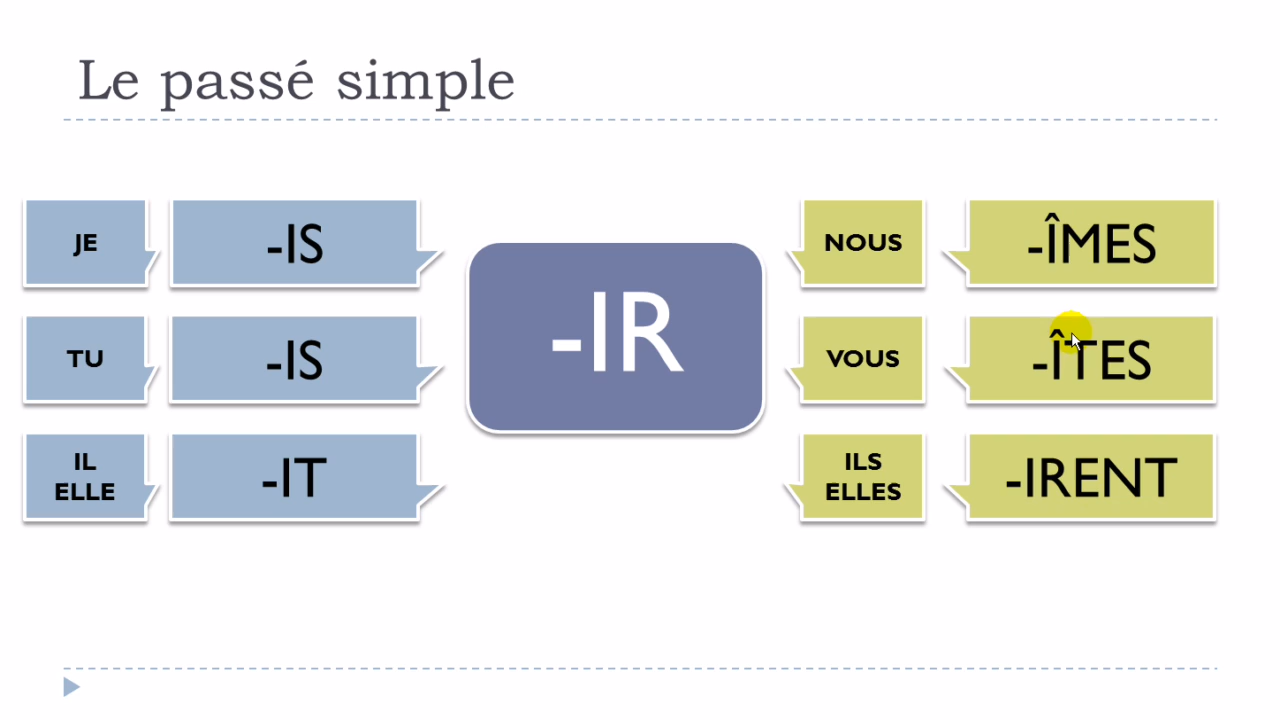 Le passé simple
JE
-IS
TU
-IS
IL
ELLE
-IT
-IR
NOUS
-ÎMES
VOUS
-ÎTES
ILS
ELLES
-IRENT